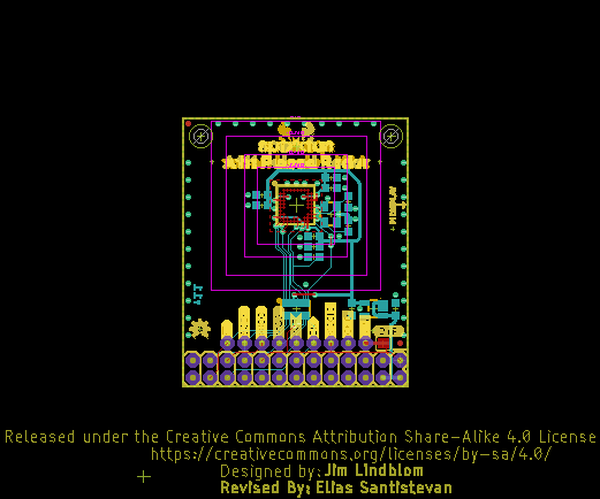 Released under the Creative Commons Attribution Share-Alike 4.0 License
https://creativecommons.org/licenses/by-sa/4.0/
Designed by: Jim Lindblom
Revised By: Elias Santistevan